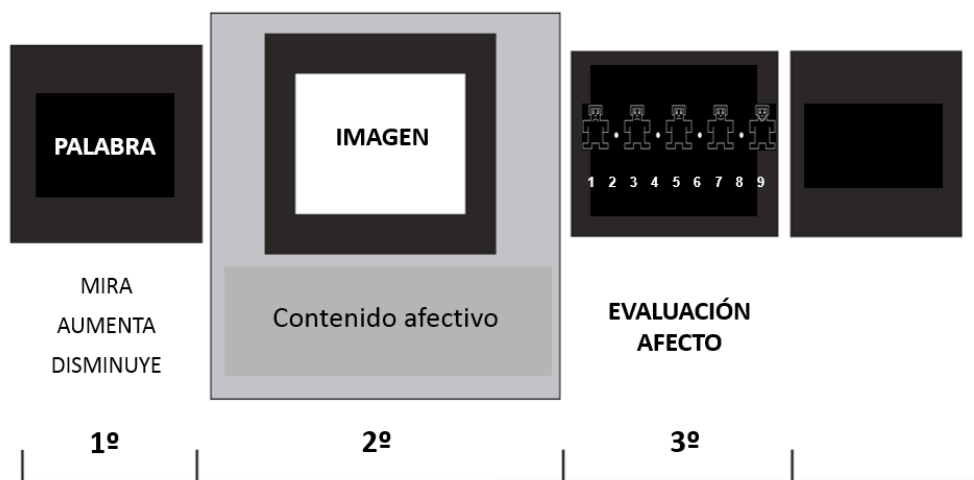 PALABRA
IMAGEN
1 2 3 4 5 6 7 8 9
MIRA
AUMENTA
DISMINUYE
Contenido afectivo
EVALUACIÓN
AFECTO
1º
2º
3º